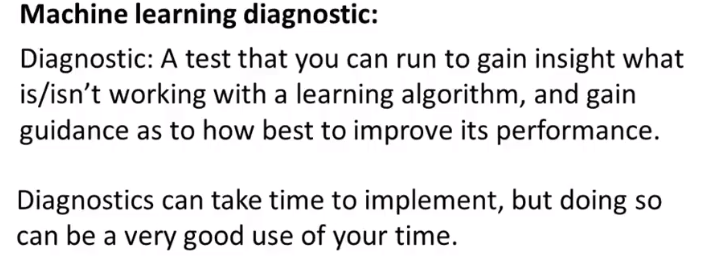 Machine learning diagnostic:
Diagnostic: A test that you can run to gain insight what
is/isn’t working with a learning algorithm, and gain
guidance as to how best to improve its performance.
Diagnostics can take time to implement, but doing so
can be a very good use of your time.